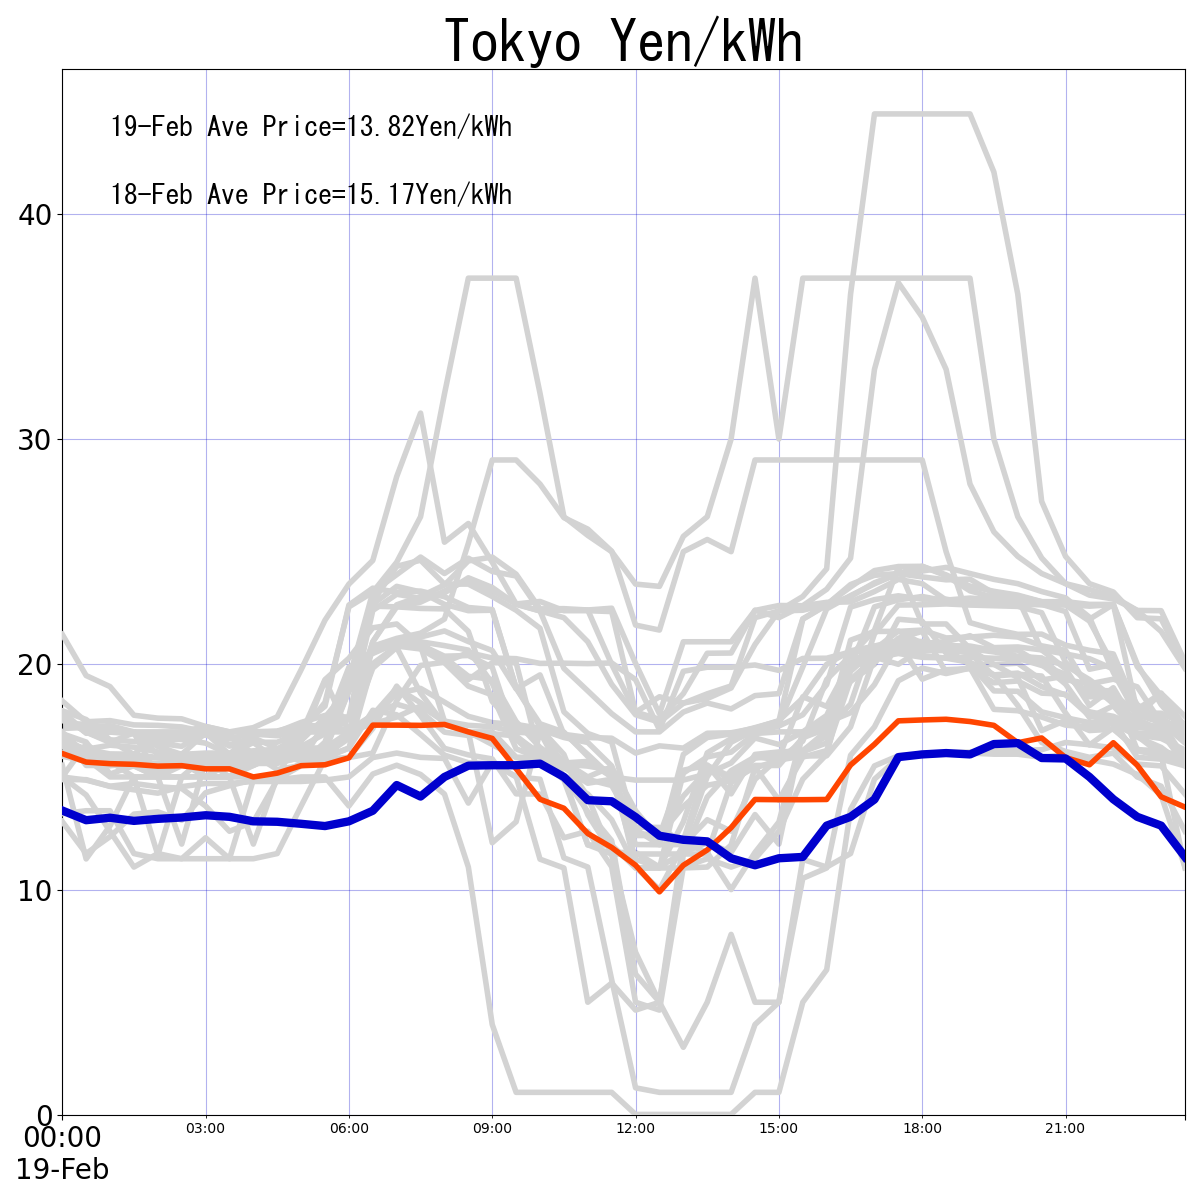 Tokyo Yen/kWh
19-Feb Ave Price=13.82Yen/kWh
18-Feb Ave Price=15.17Yen/kWh
40
30
20
10
0
00:00 03:00 06:00 09:00 12:00 15:00 18:00 21:00
19-Feb